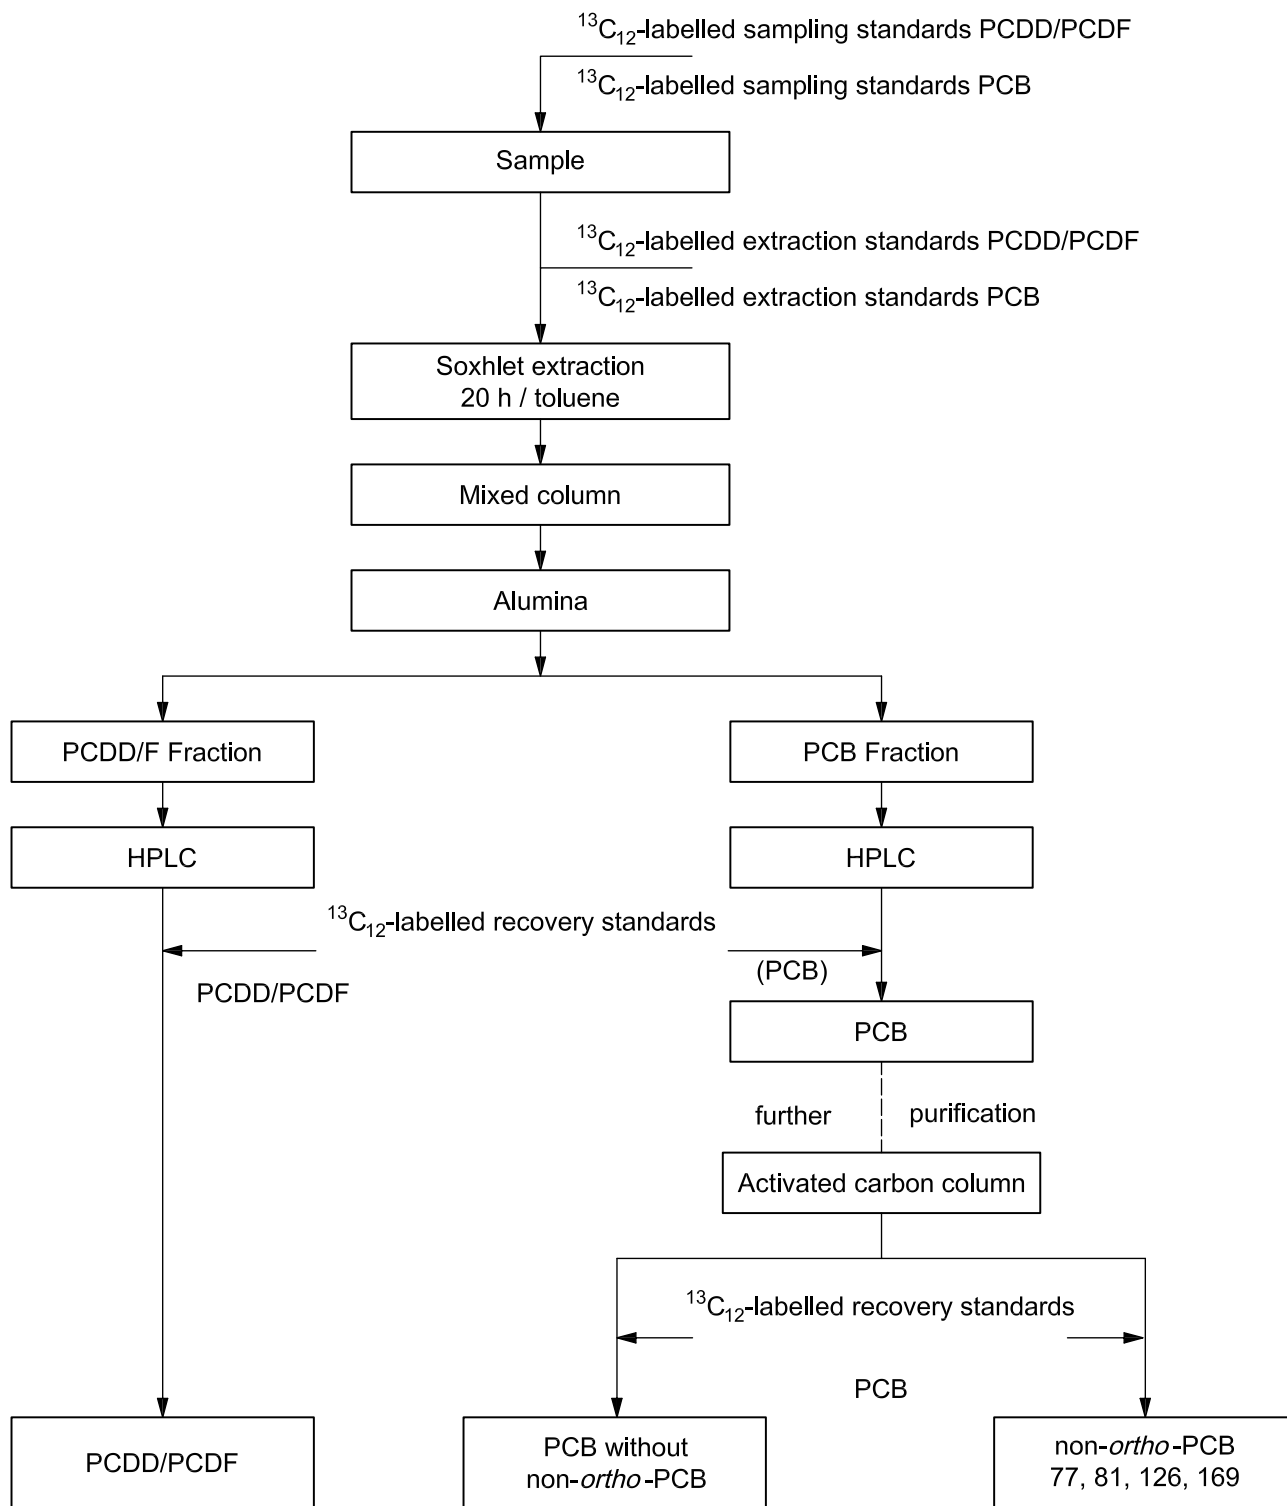 ¹³C₁₂-labelled sampling standards PCDD/PCDF
¹³C₁₂-labelled sampling standards PCB
Sample
¹³C₁₂-labelled extraction standards PCDD/PCDF
¹³C₁₂-labelled extraction standards PCB
Soxhlet extraction
20 h / toluene
Mixed column
Alumina
PCDD/F Fraction
PCB Fraction
HPLC
HPLC
¹³C₁₂-labelled recovery standards
(PCB)
PCDD/PCDF
PCB
further purification
Activated carbon column
¹³C₁₂-labelled recovery standards
PCB
PCDD/PCDF
PCB without
non-ortho-PCB
non-ortho-PCB
77, 81, 126, 169